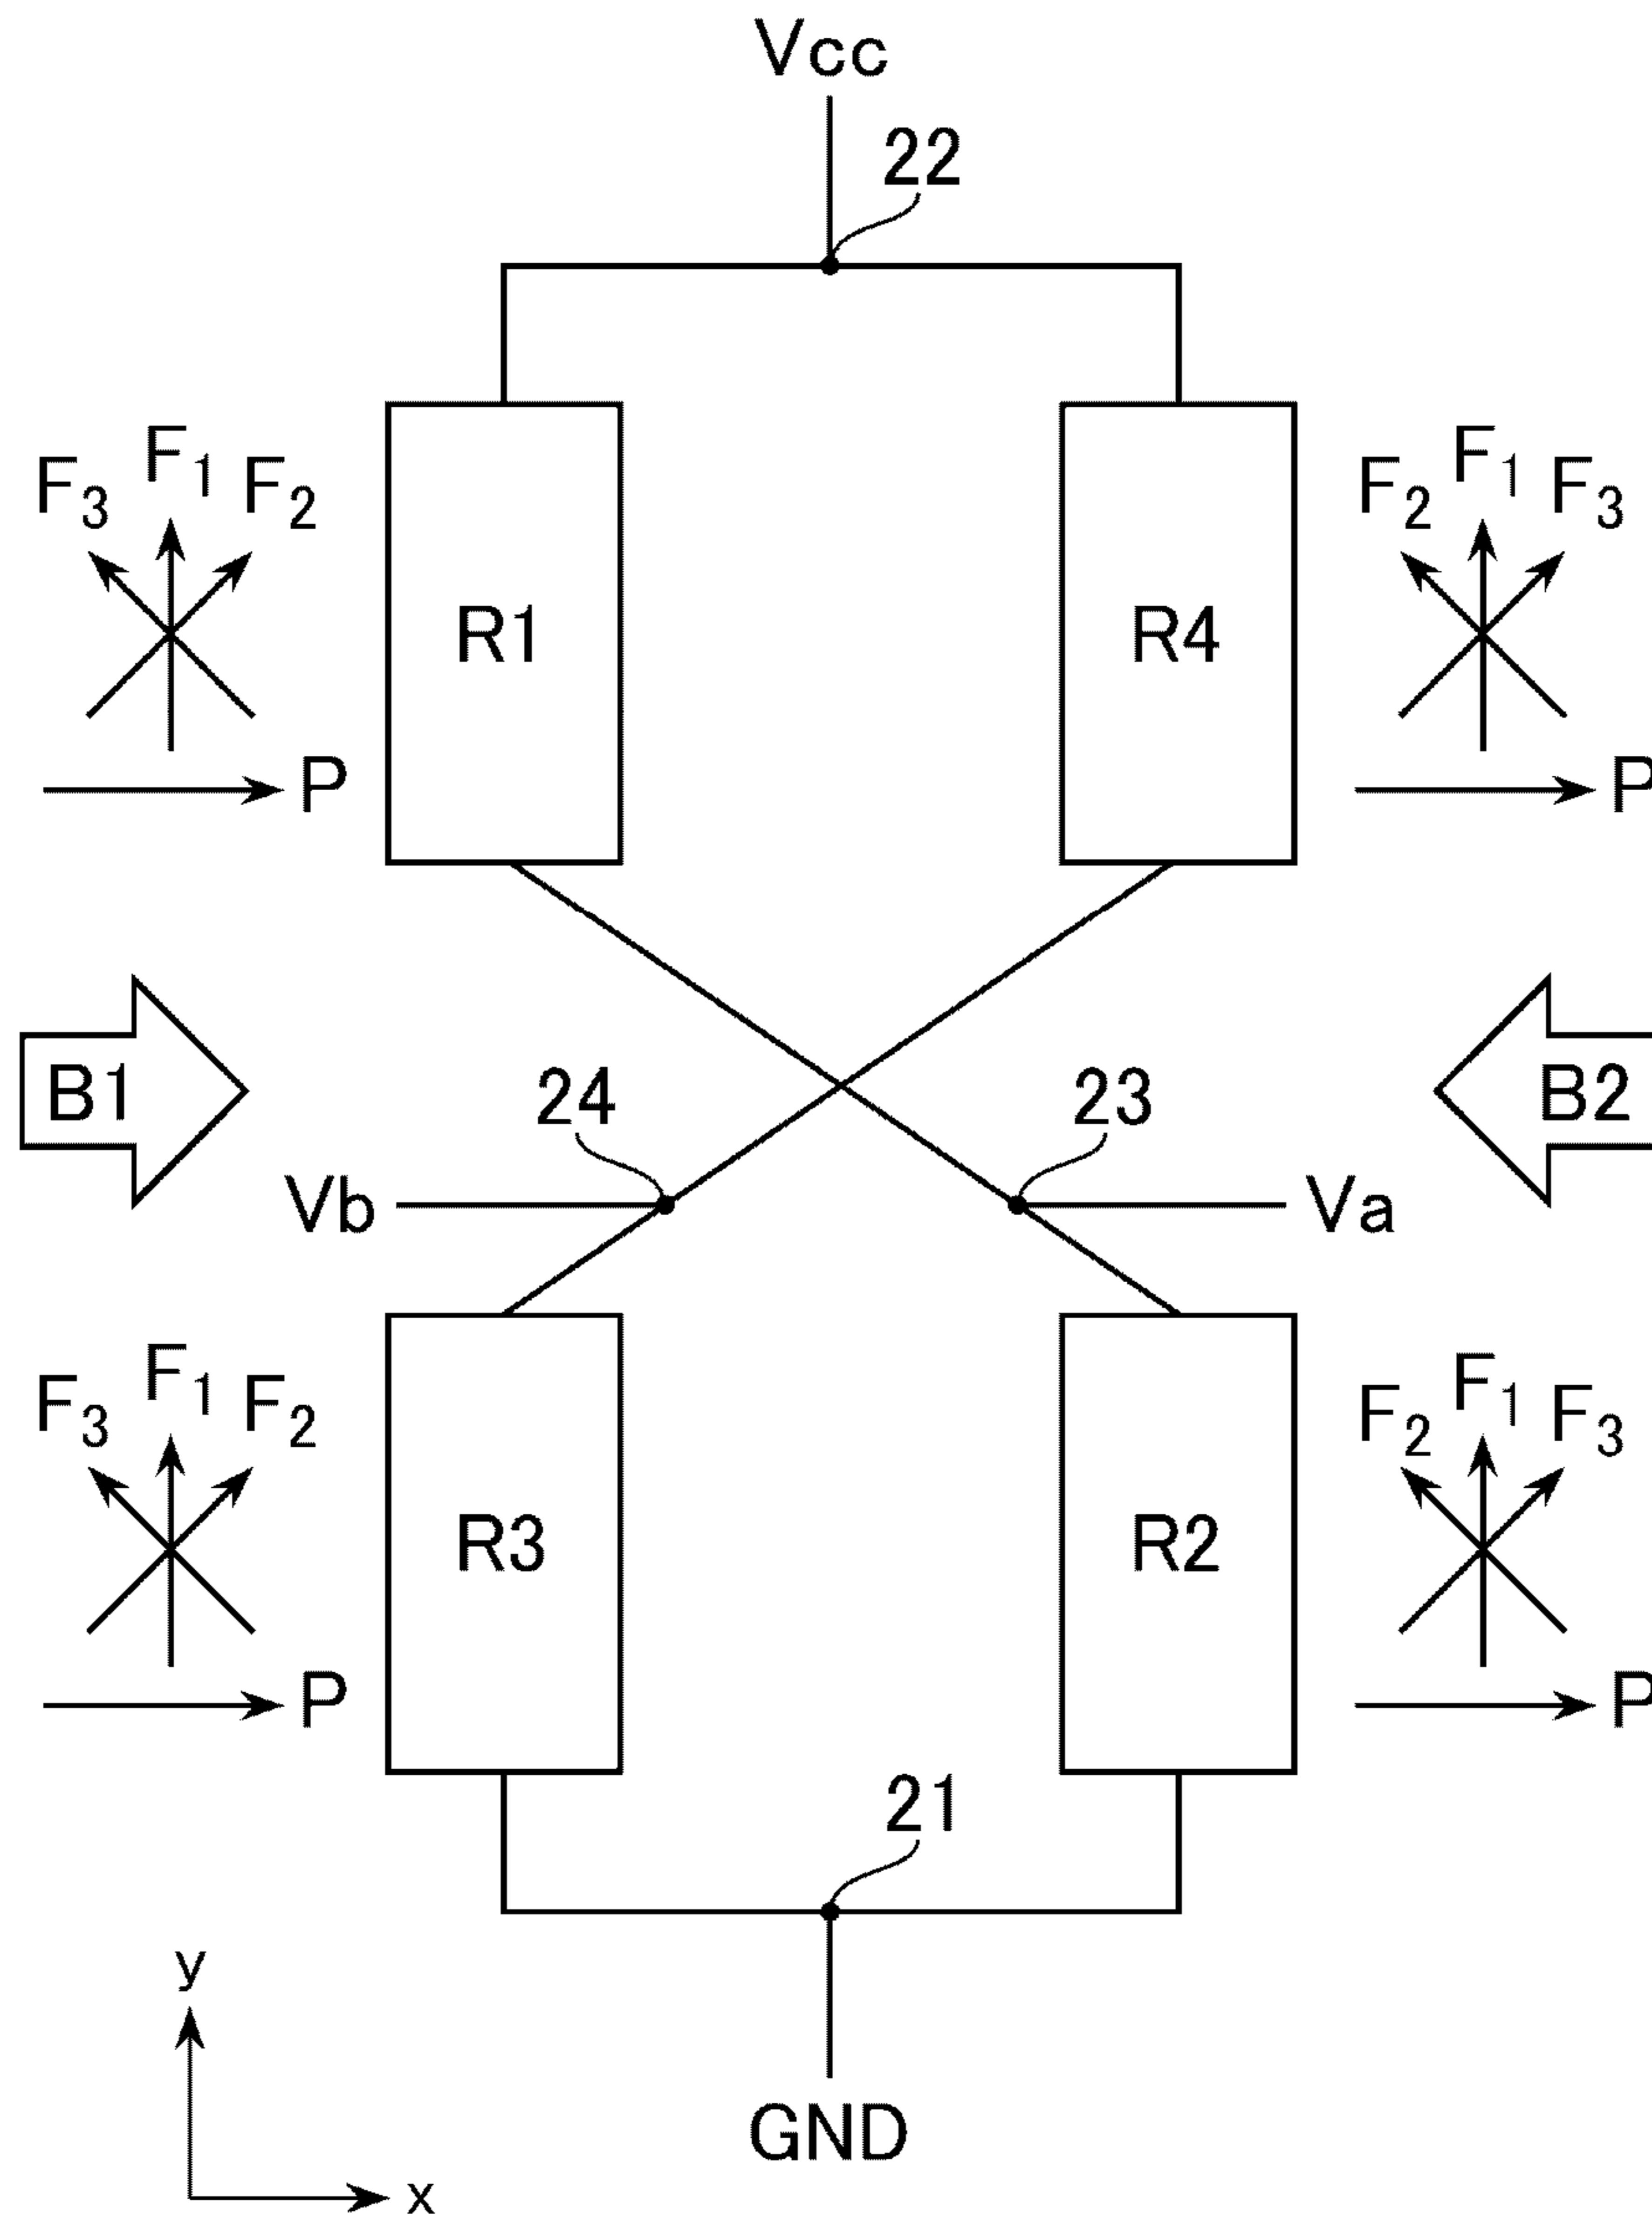 Vcc
22
F3 F1 F2
F2 F1 F3
R1
R4
P
P
B1
24
23
B2
Vb
Va
F3 F1 F2
F2 F1 F3
R3
R2
P
P
21
y
GND
x